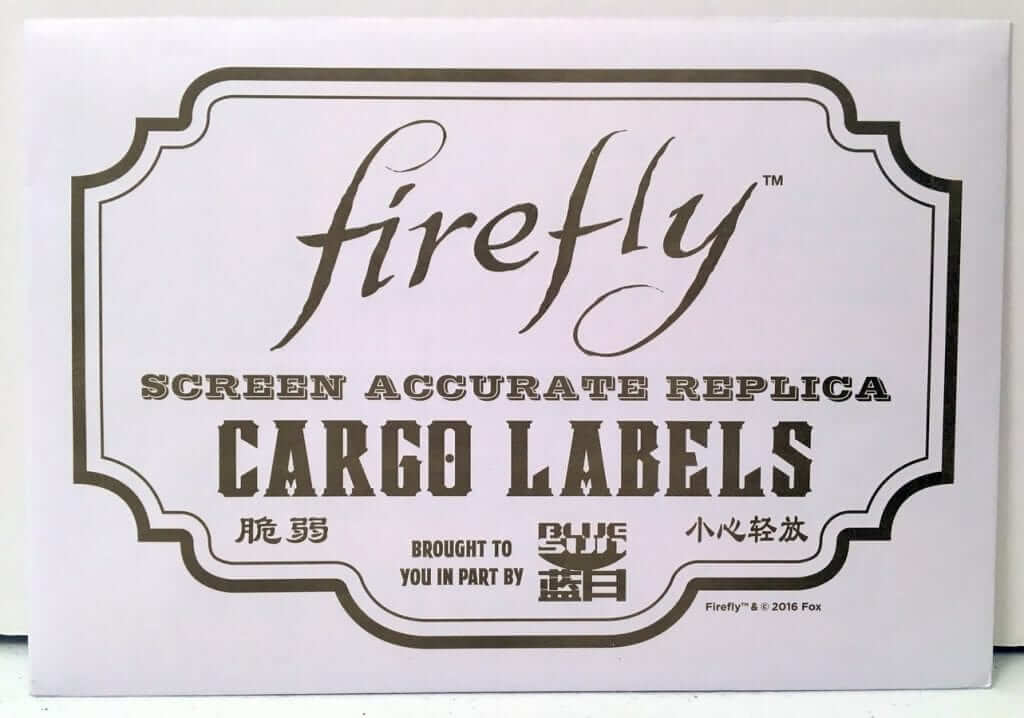 firefly™
SCREEN ACCURATE REPLICA
CARGO LABELS
脆弱
小心轻放
BROUGHT TO
YOU IN PART BY
BLUE
SUN
蓝日
Firefly™ & © 2016 Fox